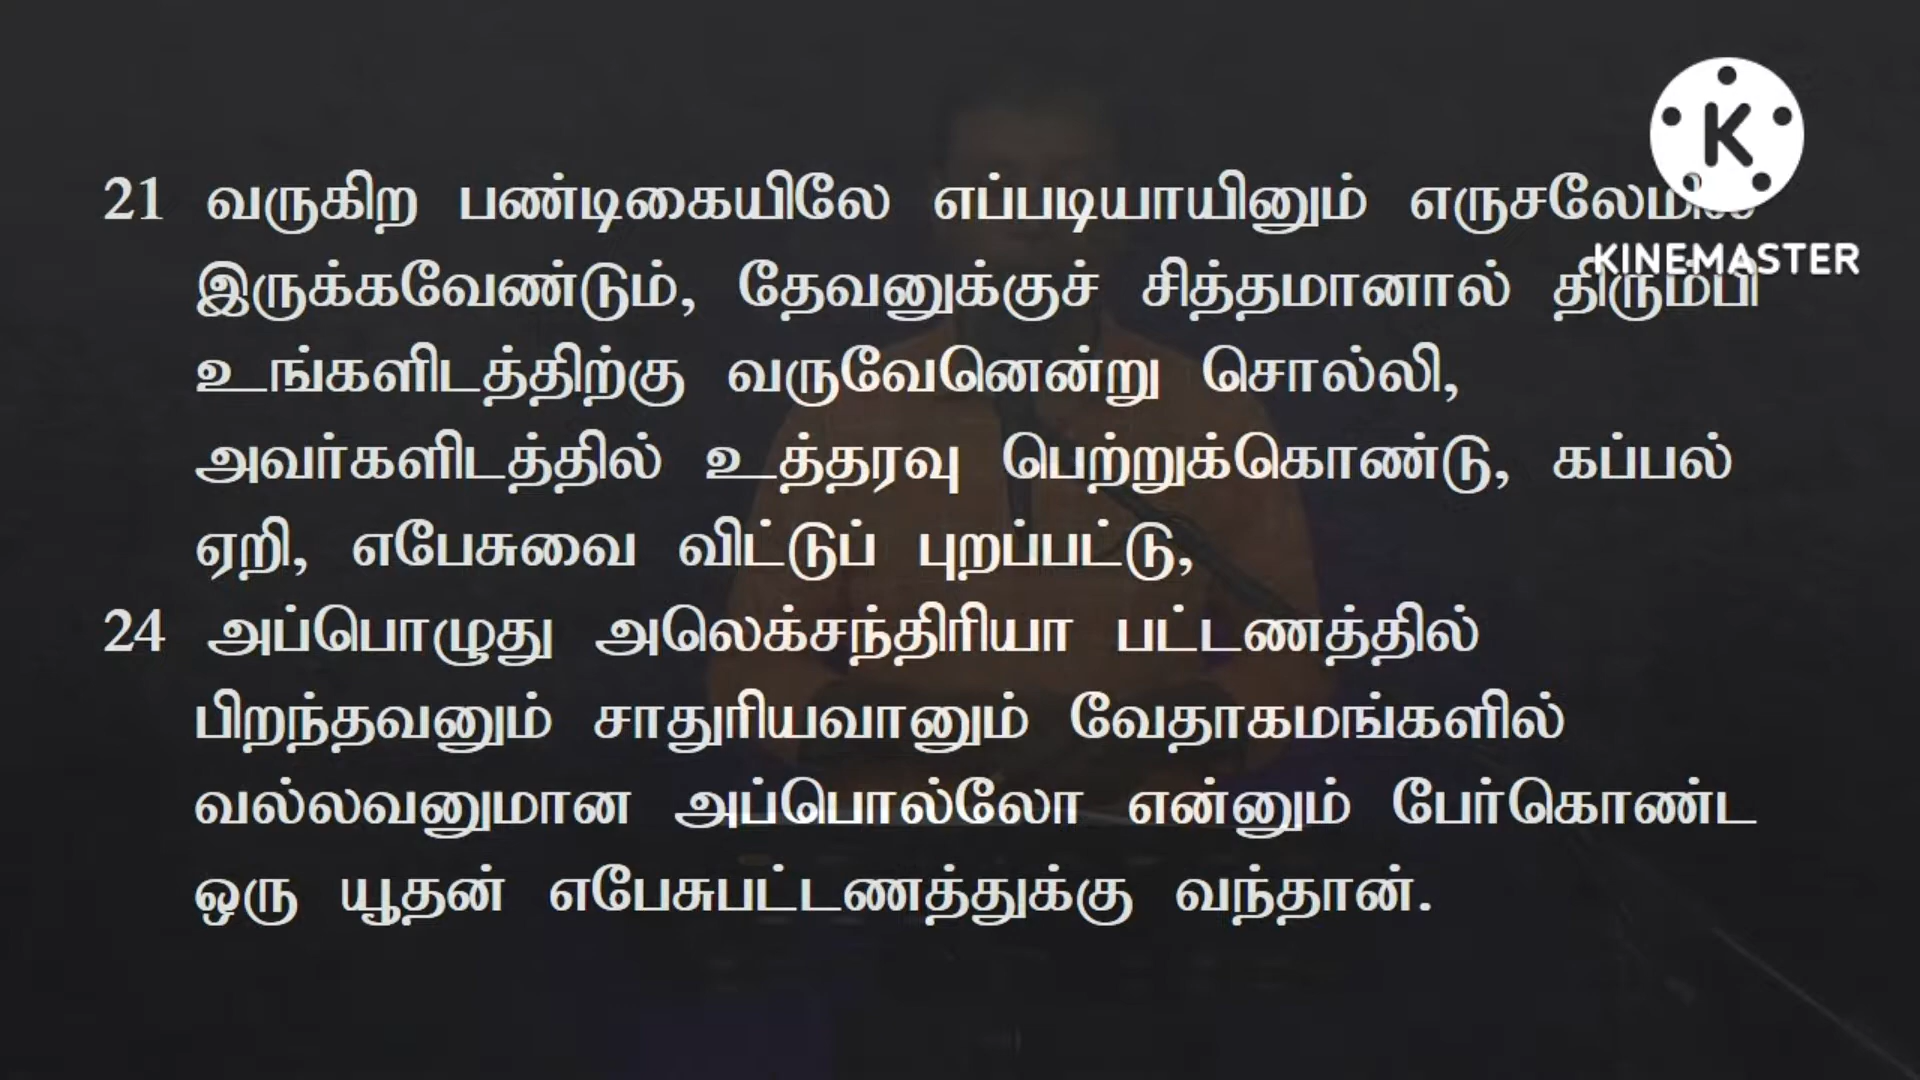 21 வருகிற பண்டிகையிலே எப்படியாயினும் எருசலேமில்
இருக்கவேண்டும், தேவனுக்குச் சித்தமானால் திரும்பி
உங்களிடத்திற்கு வருவேனென்று சொல்லி,
அவர்களிடத்தில் உத்தரவு பெற்றுக்கொண்டு, கப்பல்
ஏறி, எபேசுவை விட்டுப் புறப்பட்டு,
24 அப்பொழுது அலெக்சந்திரியா பட்டணத்தில்
பிறந்தவனும் சாதுரியவானும் வேதாகமங்களில்
வல்லவனுமான அப்பொல்லோ என்னும் பேர்கொண்ட
ஒரு யூதன் எபேசுபட்டணத்துக்கு வந்தான்.
K
KINEMASTER